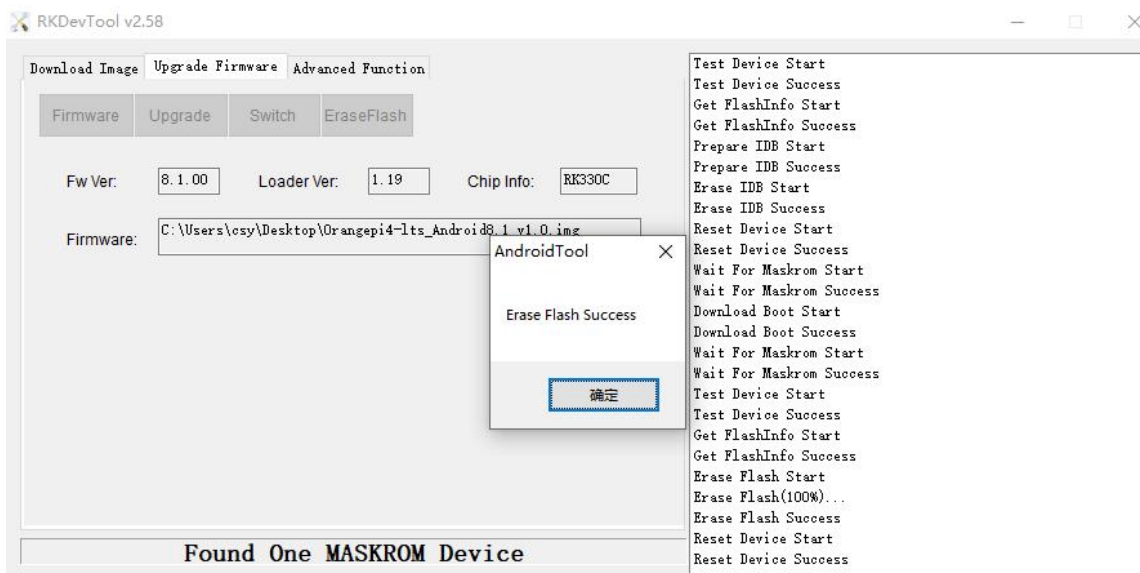 RKDevTool v2.58
Download Image Upgrade Firmware Advanced Function
Firmware Upgrade Switch EraseFlash
Fw Ver: 8.1.00 Loader Ver: 1.19 Chip Info: RK330C
Firmware: C:\Users\csy\Desktop\Orangepi4-lts_Android8.1_v1.0.img
AndroidTool
Erase Flash Success
确定
Found One MASKROM Device
Test Device Start
Test Device Success
Get FlashInfo Start
Get FlashInfo Success
Prepare IDB Start
Prepare IDB Success
Erase IDB Start
Erase IDB Success
Reset Device Start
Reset Device Success
Wait For Maskrom Start
Wait For Maskrom Success
Download Boot Start
Download Boot Success
Wait For Maskrom Start
Wait For Maskrom Success
Test Device Start
Test Device Success
Get FlashInfo Start
Get FlashInfo Success
Erase Flash Start
Erase Flash(100%)...
Erase Flash Success
Reset Device Start
Reset Device Success